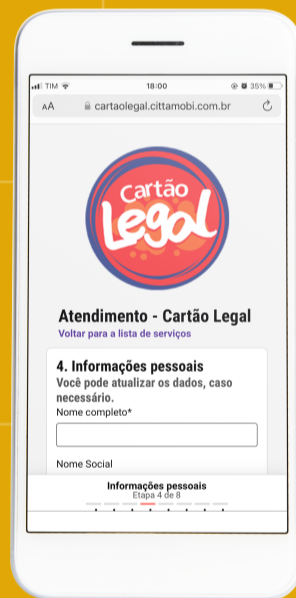 TIM 18:00 35%
AA cartaolegal.cittamobi.com.br
Cartão
Legal
Atendimento - Cartão Legal
Voltar para a lista de serviços
4. Informações pessoais
Você pode atualizar os dados, caso
necessário.
Nome completo*
Nome Social
Informações pessoais
Etapa 4 de 8